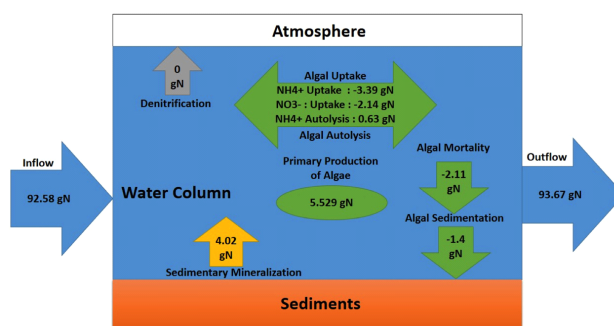 Atmosphere
0
gN
Denitrification
Algal Uptake
NH4+ Uptake : -3.39 gN
NO3- : Uptake : -2.14 gN
NH4+ Autolysis : 0.63 gN
Algal Autolysis
Inflow
92.58 gN
Water Column
Primary Production
of Algae
5.529 gN
Algal Mortality
-2.11
gN
Algal Sedimentation
-1.4
gN
Outflow
93.67 gN
4.02
gN
Sedimentary Mineralization
Sediments